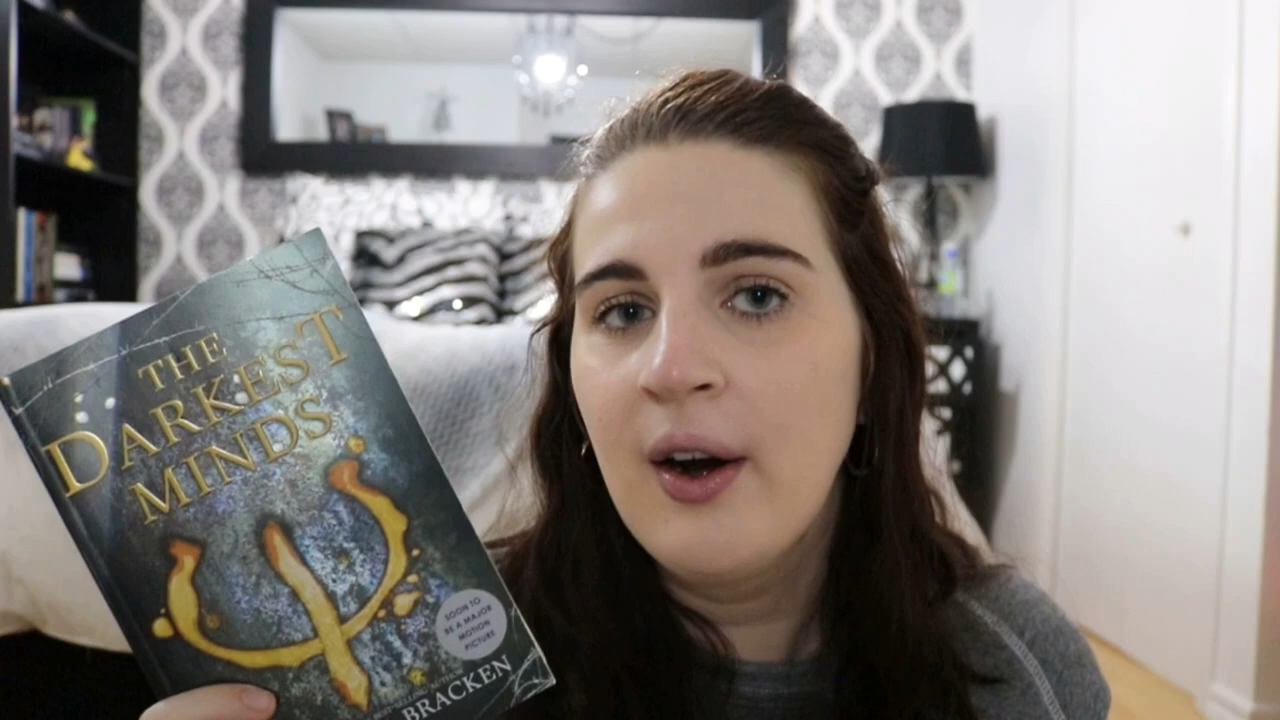 THE
DARKEST
MINDS
SOON TO
BE A MAJOR
MOTION
PICTURE
BRACKEN